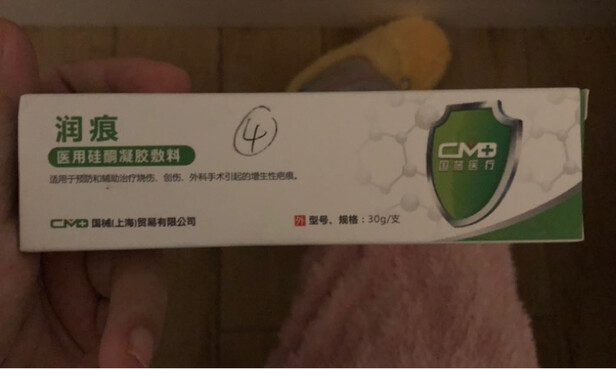 润痕
④
医用硅酮凝胶敷料
适用于预防和辅助治疗烧伤、创伤、外科手术引起的增生性疤痕。
CMD 国械(上海)贸易有限公司
外 型号、规格：30g/支
CMD
国械医疗